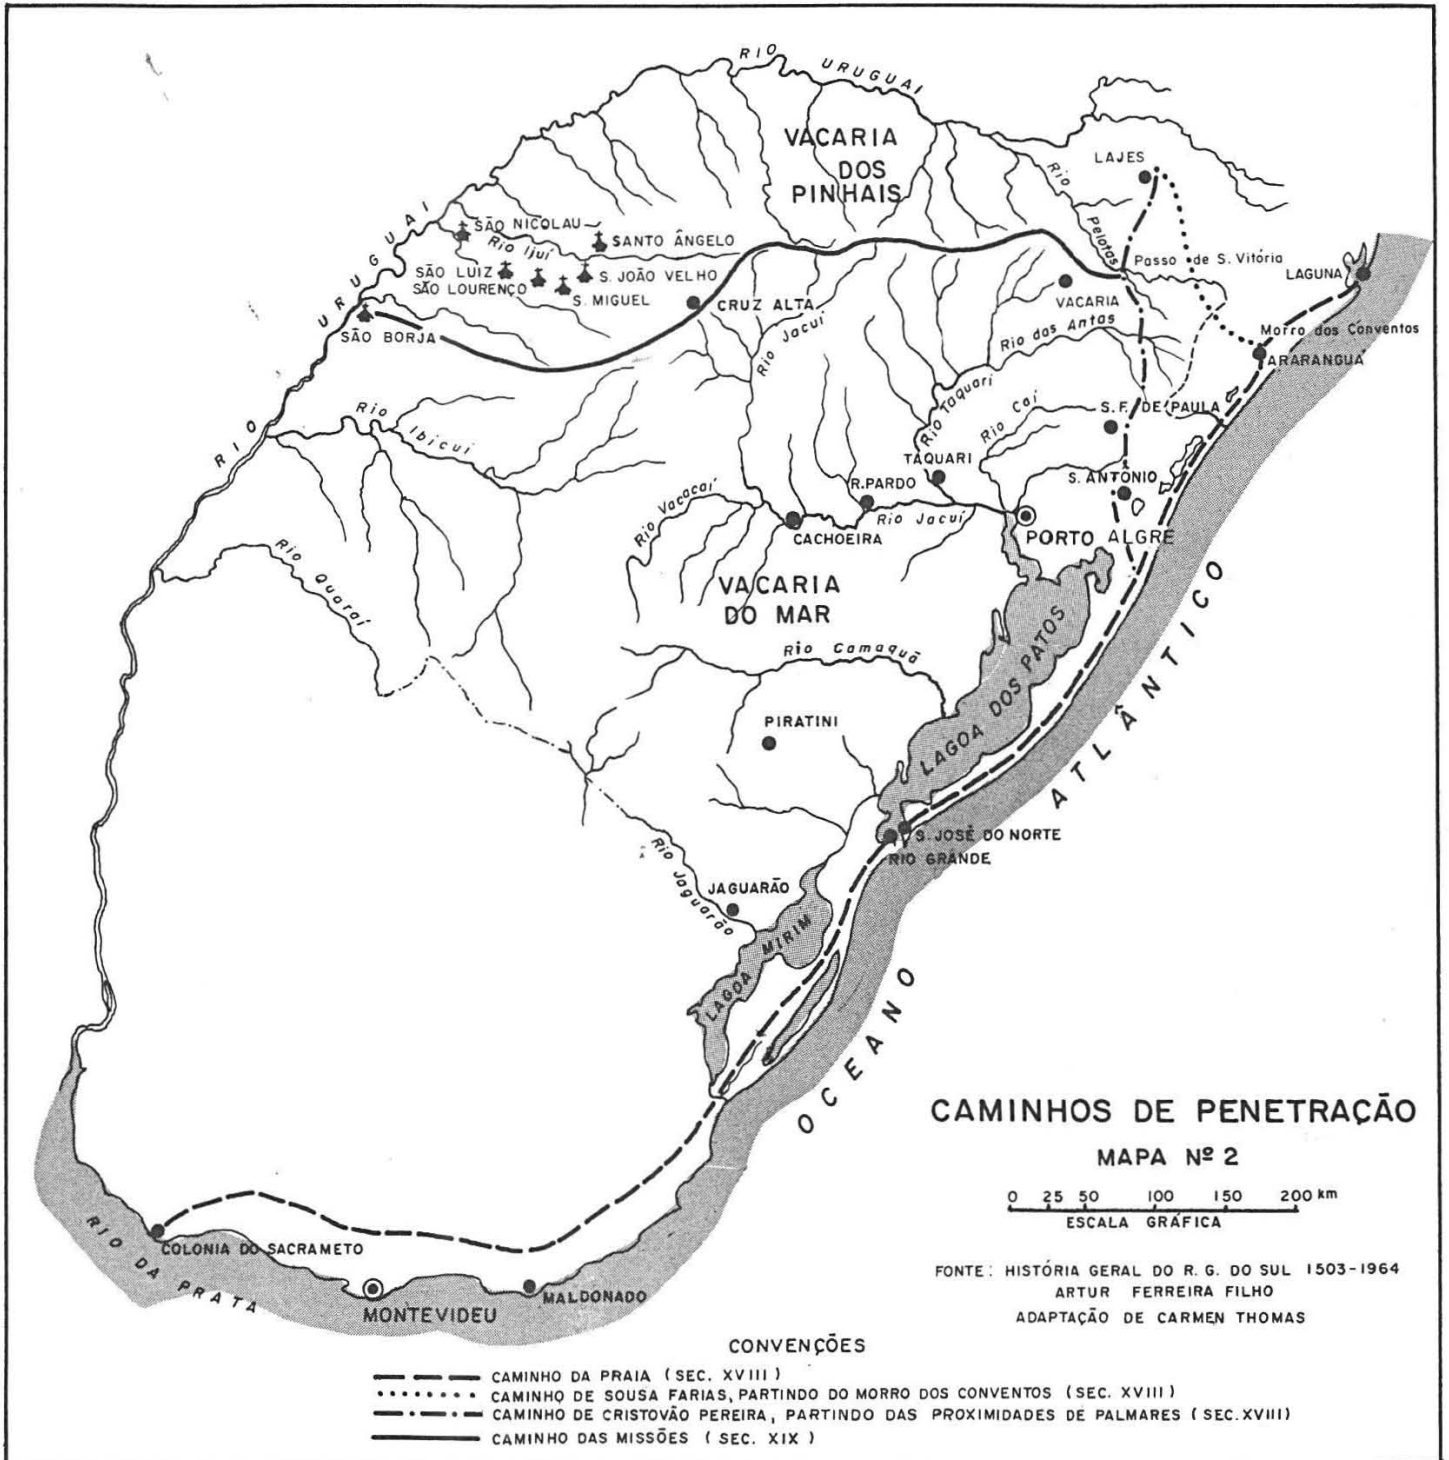 RIO URUGUAI
VACARIA
DOS
PINHAIS
LAJES
Rio Pelotas
Passo de S. Vitória
LAGUNA
Morro dos Conventos
ARARANGUÁ
VACARIA
Rio das Antas
SÃO NICOLAU
Rio Ijuí
SANTO ÂNGELO
SÃO LUIZ
SÃO LOURENÇO
S. JOÃO VELHO
S. MIGUEL
CRUZ ALTA
SÃO BORJA
RIO URUGUAI
Rio Jacuí
Rio Taquari
Rio Caí
S. F. DE PAULA
Rio Ibicuí
TAQUARI
R. PARDO
S. ANTÔNIO
Rio Vacacaí
Rio Jacuí
CACHOEIRA
PORTO ALGRE
Rio Quaraí
VACARIA
DO MAR
Rio Camaquã
PIRATINI
LAGOA DOS PATOS
S. JOSÉ DO NORTE
RIO GRANDE
JAGUARÃO
Rio Jaguarão
LAGOA MIRIM
OCEANO ATLÂNTICO
COLONIA DO SACRAMETO
RIO DA PRATA
MONTEVIDEU
MALDONADO
CAMINHOS DE PENETRAÇÃO
MAPA Nº 2
0 25 50 100 150 200 km
ESCALA GRÁFICA
FONTE: HISTÓRIA GERAL DO R. G. DO SUL 1503-1964
ARTUR FERREIRA FILHO
ADAPTAÇÃO DE CARMEN THOMAS
CONVENÇÕES
CAMINHO DA PRAIA (SEC. XVIII)
CAMINHO DE SOUSA FARIAS, PARTINDO DO MORRO DOS CONVENTOS (SEC. XVIII)
CAMINHO DE CRISTOVÃO PEREIRA, PARTINDO DAS PROXIMIDADES DE PALMARES (SEC. XVIII)
CAMINHO DAS MISSÕES (SEC. XIX)